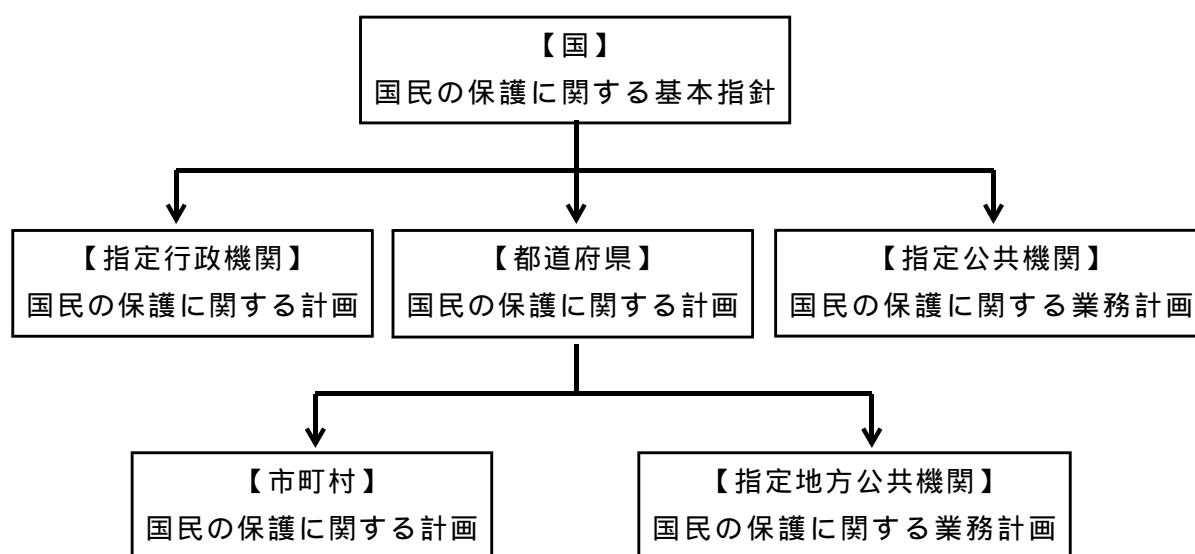 【国】
国民の保護に関する基本指針
【指定行政機関】
国民の保護に関する計画
【都道府県】
国民の保護に関する計画
【指定公共機関】
国民の保護に関する業務計画
【市町村】
国民の保護に関する計画
【指定地方公共機関】
国民の保護に関する業務計画